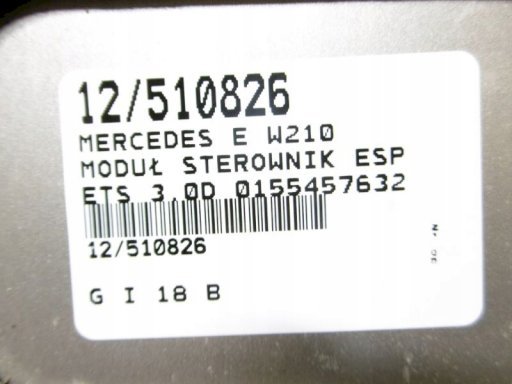 12/510826
MERCEDES E W210
MODUŁ STEROWNIK ESP
ETS 3.0D 0155457632
12/510826
G I 18 B